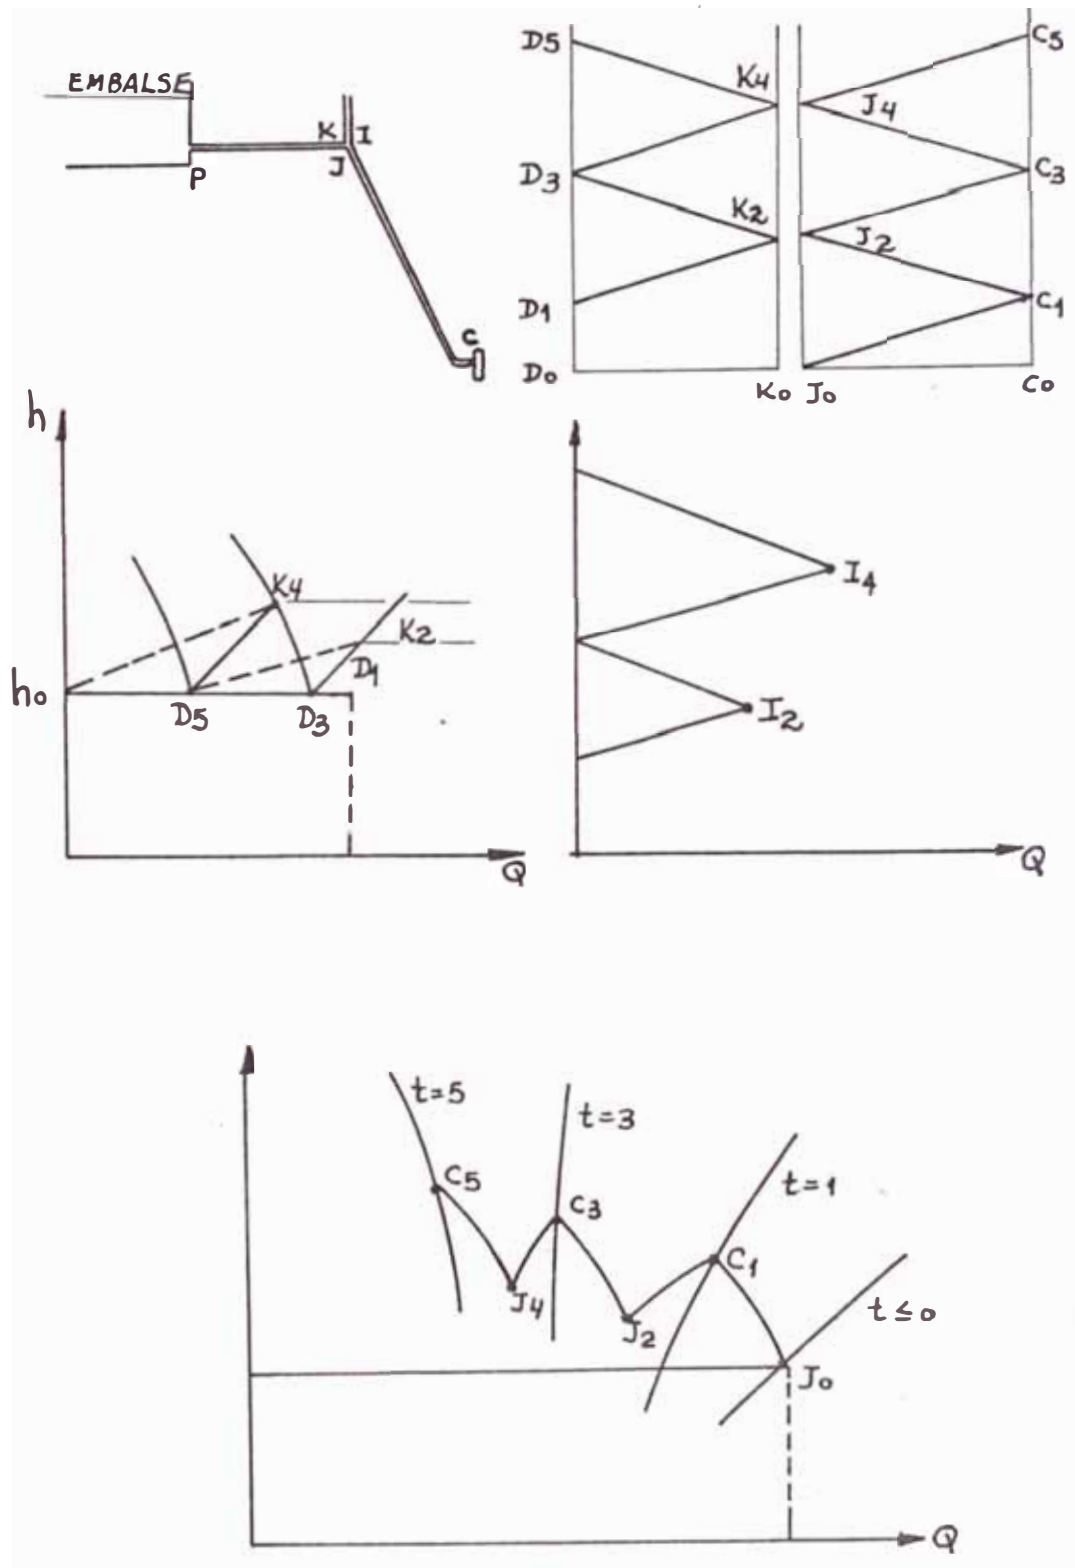 EMBALSE
K I
J
P
C
D5
K4
C5
J4
D3
C3
K2
J2
D1
C1
D0
K0 J0
C0
h
K4
K2
D1
h0
D5
D3
Q
I4
I2
Q
t=5
t=3
C5
C3
t=1
C1
J4
J2
t≤0
J0
Q